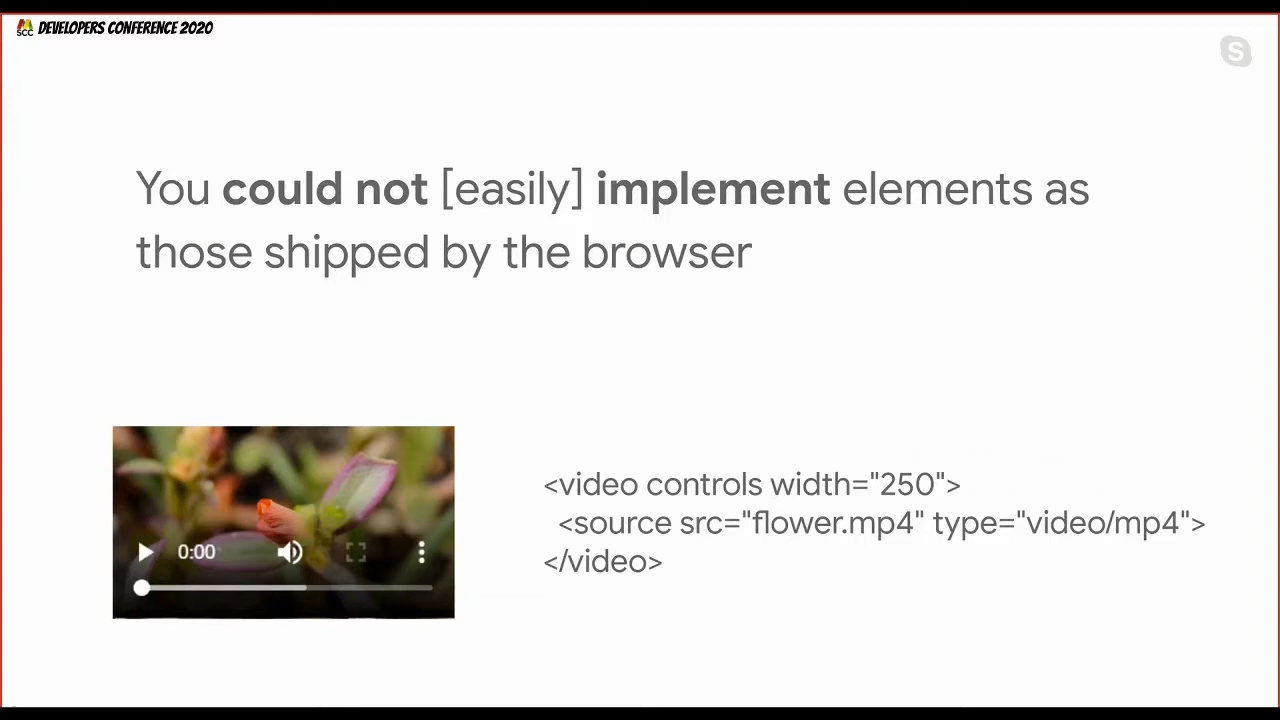 SCC DEVELOPERS CONFERENCE 2020
S
You could not [easily] implement elements as
those shipped by the browser
<video controls width="250">
<source src="flower.mp4" type="video/mp4">
</video>
0:00